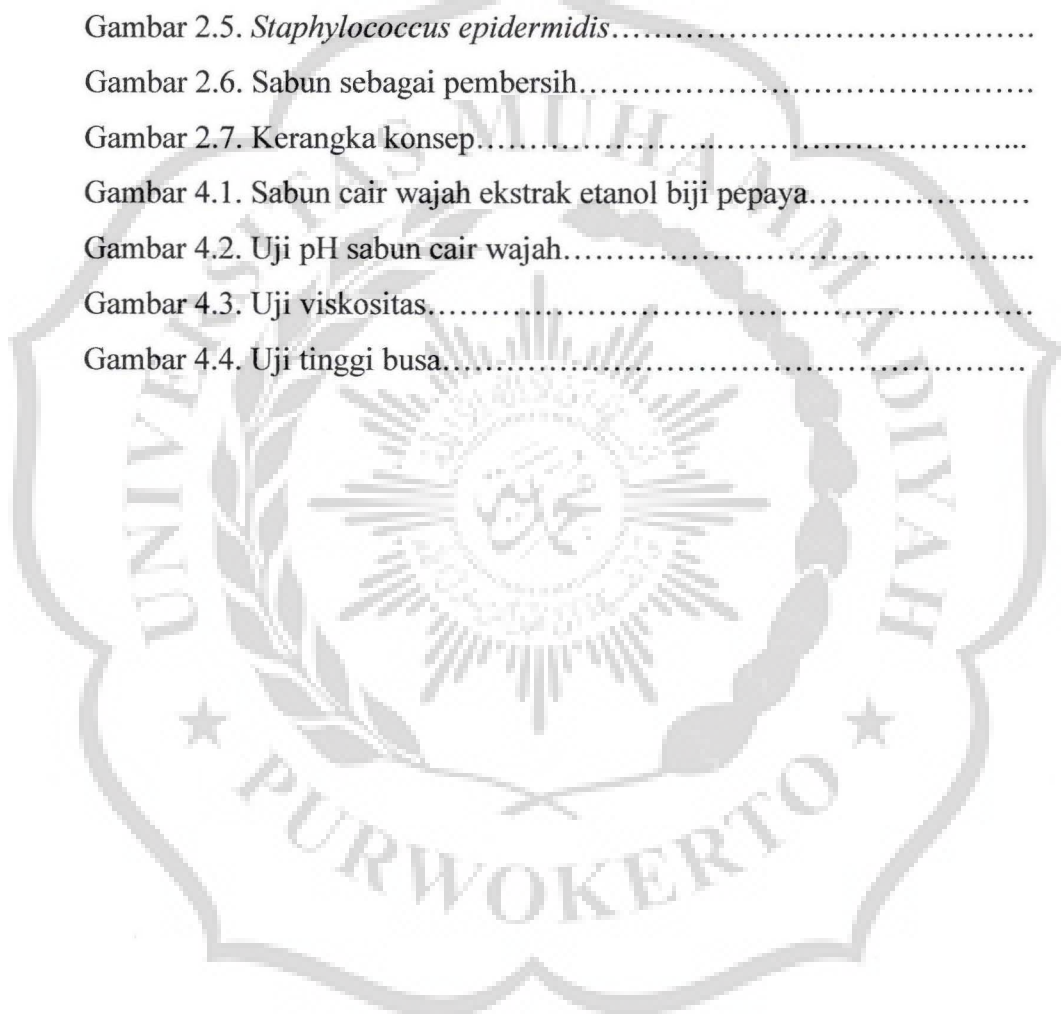 Gambar 2.5. Staphylococcus epidermidis……………………………………
Gambar 2.6. Sabun sebagai pembersih………………………………………
Gambar 2.7. Kerangka konsep………………………………………………...
Gambar 4.1. Sabun cair wajah ekstrak etanol biji pepaya…………………
Gambar 4.2. Uji pH sabun cair wajah………………………………………...
Gambar 4.3. Uji viskositas……………………………………………………
Gambar 4.4. Uji tinggi busa…………………………………………………
UNIVERSITAS MUHAMMADIYAH
PURWOKERTO